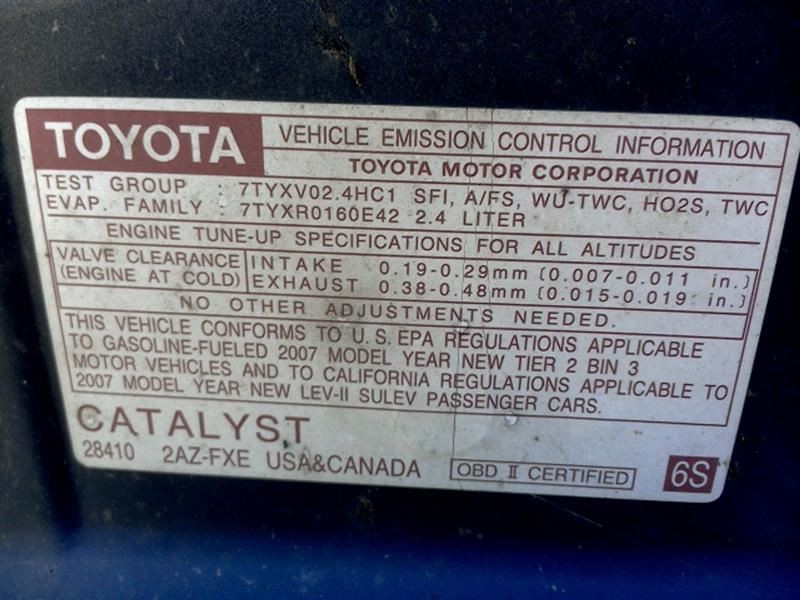 TOYOTA VEHICLE EMISSION CONTROL INFORMATION
TOYOTA MOTOR CORPORATION
TEST GROUP : 7TYXV02.4HC1 SFI, A/FS, WU-TWC, HO2S, TWC
EVAP. FAMILY : 7TYXR0160E42 2.4 LITER
ENGINE TUNE-UP SPECIFICATIONS FOR ALL ALTITUDES
VALVE CLEARANCE INTAKE 0.19-0.29mm (0.007-0.011 in.)
(ENGINE AT COLD) EXHAUST 0.38-0.48mm (0.015-0.019 in.)
NO OTHER ADJUSTMENTS NEEDED.
THIS VEHICLE CONFORMS TO U.S. EPA REGULATIONS APPLICABLE
TO GASOLINE-FUELED 2007 MODEL YEAR NEW TIER 2 BIN 3
MOTOR VEHICLES AND TO CALIFORNIA REGULATIONS APPLICABLE TO
2007 MODEL YEAR NEW LEV-II SULEV PASSENGER CARS.
CATALYST
28410 2AZ-FXE USA&CANADA OBD II CERTIFIED 6S